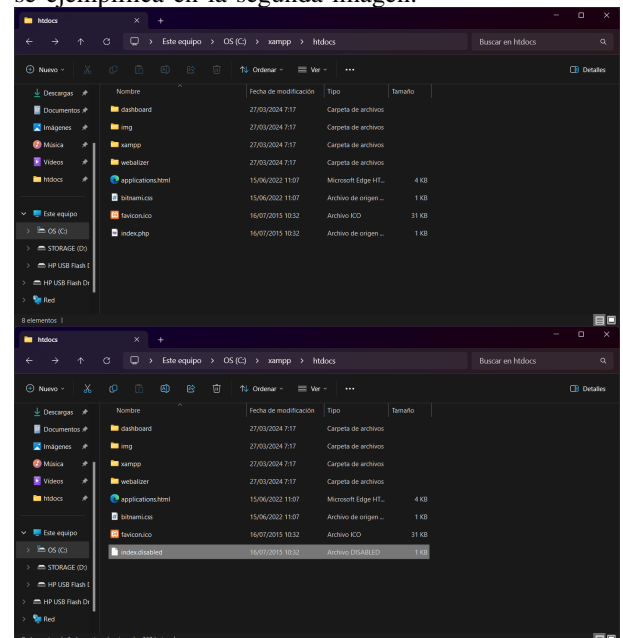 se ejemplifica en la segunda imagen.
htdocs
Este equipo > OS (C:) > xampp > htdocs
Buscar en htdocs
Nuevo
Ordenar
Ver
Detalles
Descargas
Documentos
Imágenes
Música
Vídeos
htdocs
Este equipo
OS (C:)
STORAGE (D:)
HP USB Flash D
HP USB Flash Dr
Red
Nombre Fecha de modificación Tipo Tamaño
dashboard 27/03/2024 7:17 Carpeta de archivos
img 27/03/2024 7:17 Carpeta de archivos
xampp 27/03/2024 7:17 Carpeta de archivos
webalizer 27/03/2024 7:17 Carpeta de archivos
applications.html 15/06/2022 11:07 Microsoft Edge HT... 4 KB
bitnami.css 15/06/2022 11:07 Archivo de origen ... 1 KB
favicon.ico 16/07/2015 10:32 Archivo ICO 31 KB
index.php 16/07/2015 10:32 Archivo de origen ... 1 KB
8 elementos
htdocs
Este equipo > OS (C:) > xampp > htdocs
Buscar en htdocs
Nuevo
Ordenar
Ver
Detalles
Descargas
Documentos
Imágenes
Música
Vídeos
htdocs
Este equipo
OS (C:)
STORAGE (D:)
HP USB Flash D
HP USB Flash Dr
Red
Nombre Fecha de modificación Tipo Tamaño
dashboard 27/03/2024 7:17 Carpeta de archivos
img 27/03/2024 7:17 Carpeta de archivos
xampp 27/03/2024 7:17 Carpeta de archivos
webalizer 27/03/2024 7:17 Carpeta de archivos
applications.html 15/06/2022 11:07 Microsoft Edge HT... 4 KB
bitnami.css 15/06/2022 11:07 Archivo de origen ... 1 KB
favicon.ico 16/07/2015 10:32 Archivo ICO 31 KB
index.disabled 16/07/2015 10:32 Archivo DISABLED 1 KB